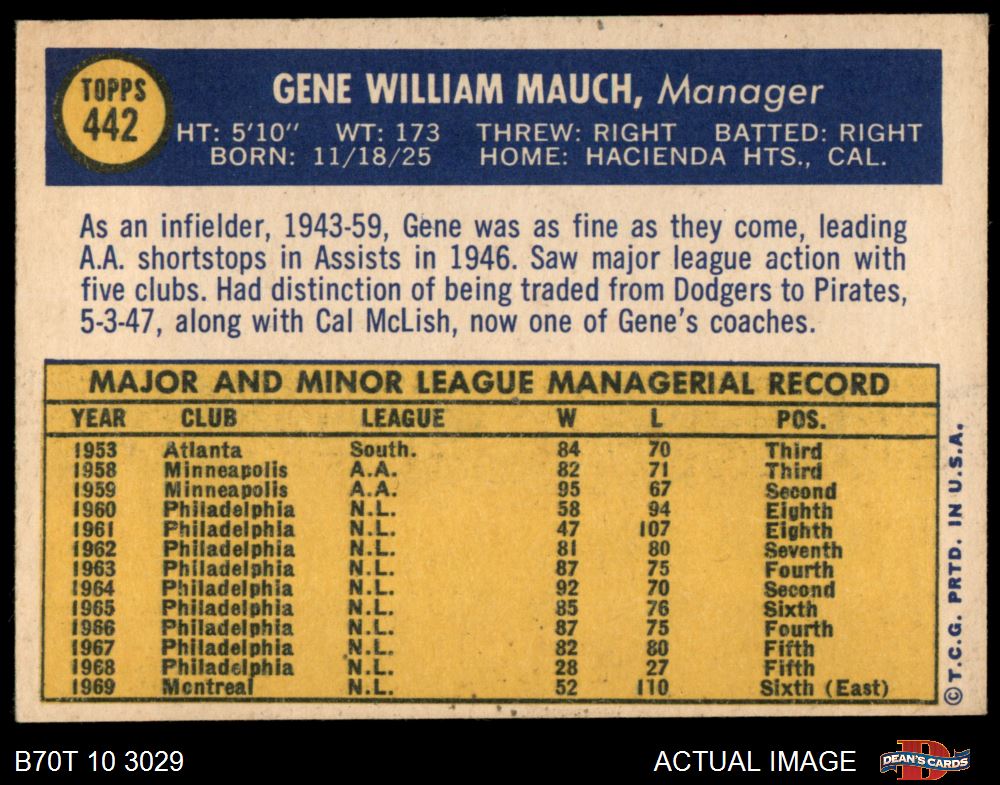 TOPPS
442
GENE WILLIAM MAUCH, Manager
HT: 5'10" WT: 173 THREW: RIGHT BATTED: RIGHT
BORN: 11/18/25 HOME: HACIENDA HTS., CAL.
As an infielder, 1943-59, Gene was as fine as they come, leading
A.A. shortstops in Assists in 1946. Saw major league action with
five clubs. Had distinction of being traded from Dodgers to Pirates,
5-3-47, along with Cal McLish, now one of Gene's coaches.
MAJOR AND MINOR LEAGUE MANAGERIAL RECORD
YEAR CLUB LEAGUE W L POS.
1953 Atlanta South. 84 70 Third
1958 Minneapolis A.A. 82 71 Third
1959 Minneapolis A.A. 95 67 Second
1960 Philadelphia N.L. 58 94 Eighth
1961 Philadelphia N.L. 47 107 Eighth
1962 Philadelphia N.L. 81 80 Seventh
1963 Philadelphia N.L. 87 75 Fourth
1964 Philadelphia N.L. 92 70 Second
1965 Philadelphia N.L. 85 76 Sixth
1966 Philadelphia N.L. 87 75 Fourth
1967 Philadelphia N.L. 82 80 Fifth
1968 Philadelphia N.L. 28 27 Fifth
1969 Montreal N.L. 52 110 Sixth (East)
© T.C.G. PRTD. IN U.S.A.
B70T 10 3029
ACTUAL IMAGE
D
DEAN'S CARDS